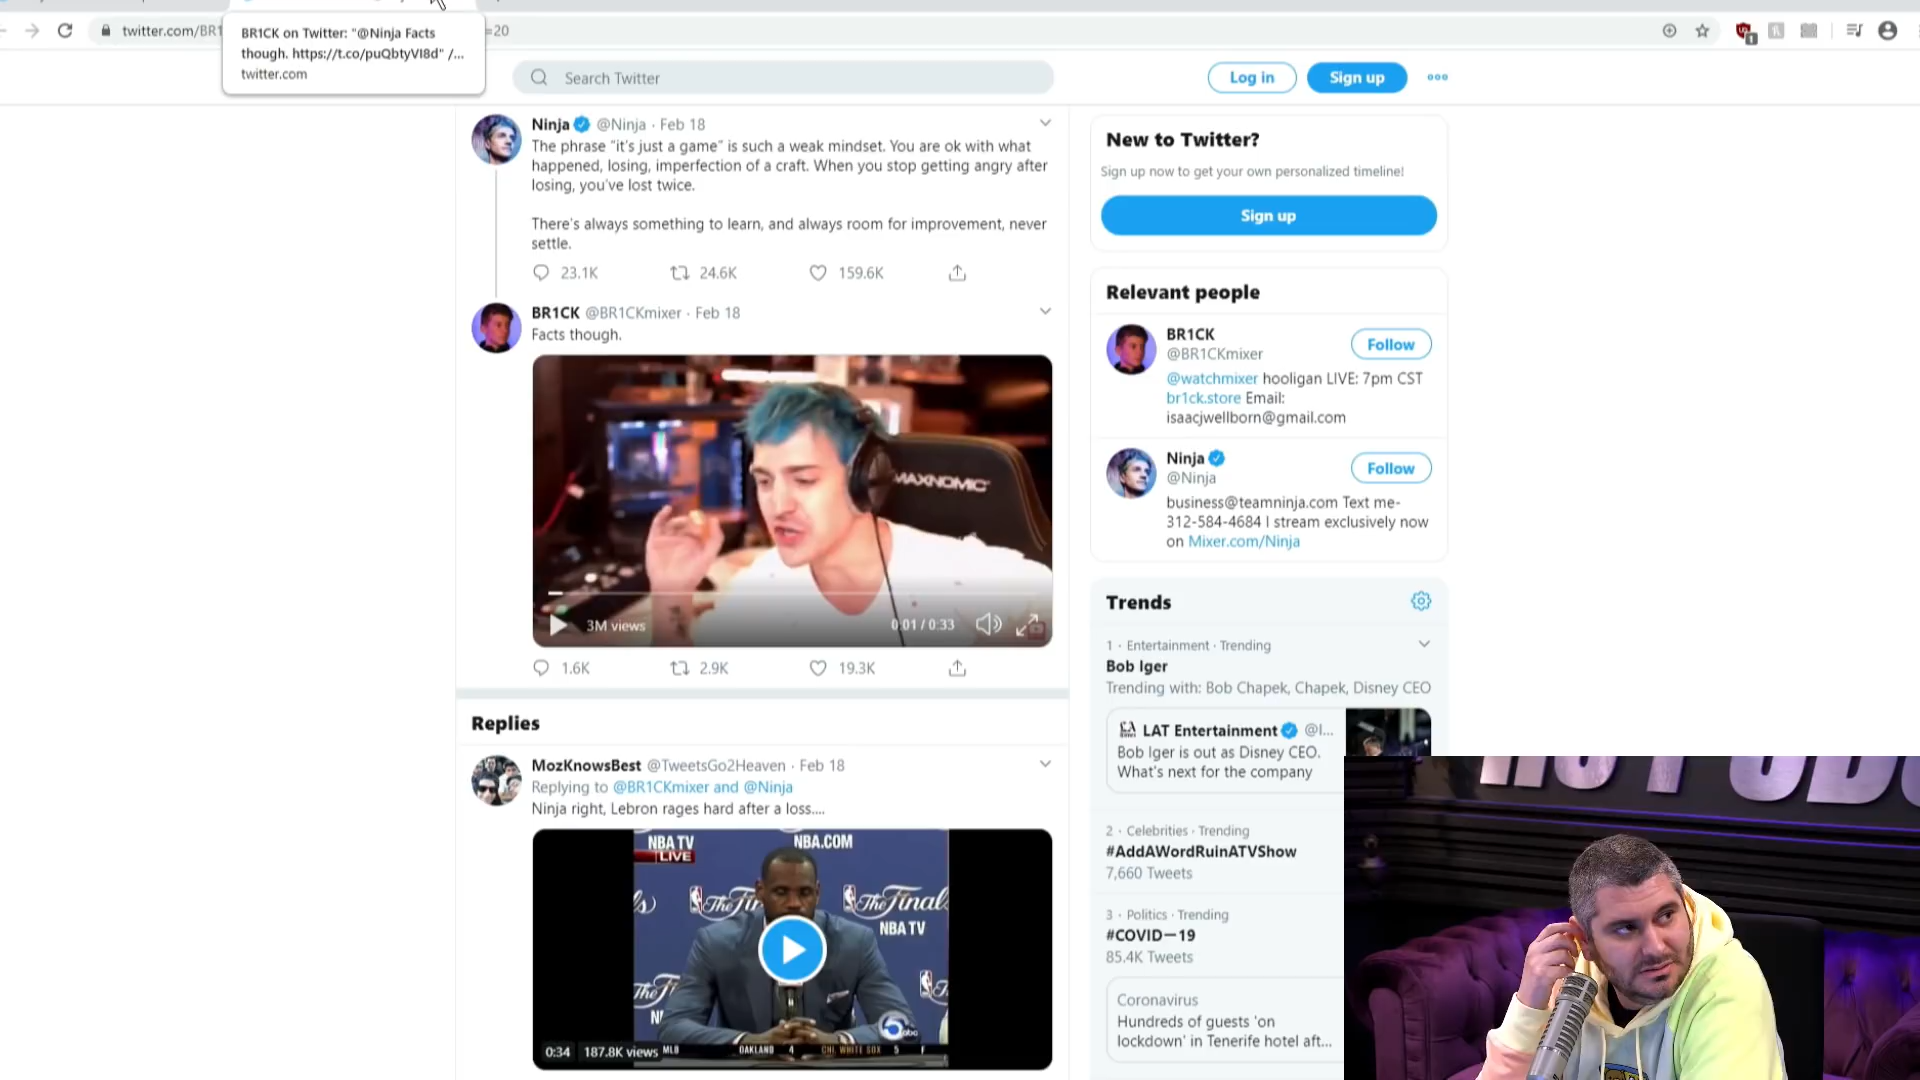 twitter.com/BR1
=20
BR1CK on Twitter: "@Ninja Facts
though. https://t.co/puQbtyVI8d" /...
twitter.com
1
Search Twitter
Log in
Sign up
Ninja @Ninja · Feb 18
The phrase "it's just a game" is such a weak mindset. You are ok with what
happened, losing, imperfection of a craft. When you stop getting angry after
losing, you've lost twice.
There's always something to learn, and always room for improvement, never
settle.
23.1K 24.6K 159.6K
BR1CK @BR1CKmixer · Feb 18
Facts though.
MAXNOMIC
3M views 0:01 / 0:33
1.6K 2.9K 19.3K
Replies
MozKnowsBest @TweetsGo2Heaven · Feb 18
Replying to @BR1CKmixer and @Ninja
Ninja right, Lebron rages hard after a loss....
NBA TV
LIVE
NBA.COM
The Finals
NBA TV
5 abc
0:34 187.8K views MLB OAKLAND 4 CHI WHITE SOX 5 F
New to Twitter?
Sign up now to get your own personalized timeline!
Sign up
Relevant people
BR1CK
@BR1CKmixer
Follow
@watchmixer hooligan LIVE: 7pm CST
br1ck.store Email:
isaacjwellborn@gmail.com
Ninja
@Ninja
Follow
business@teamninja.com Text me-
312-584-4684 I stream exclusively now
on Mixer.com/Ninja
Trends
1 · Entertainment · Trending
Bob Iger
Trending with: Bob Chapek, Chapek, Disney CEO
LAT Entertainment @l...
Bob Iger is out as Disney CEO.
What's next for the company
2 · Celebrities · Trending
#AddAWordRuinATVShow
7,660 Tweets
3 · Politics · Trending
#COVID—19
85.4K Tweets
Coronavirus
Hundreds of guests 'on
lockdown' in Tenerife hotel aft...